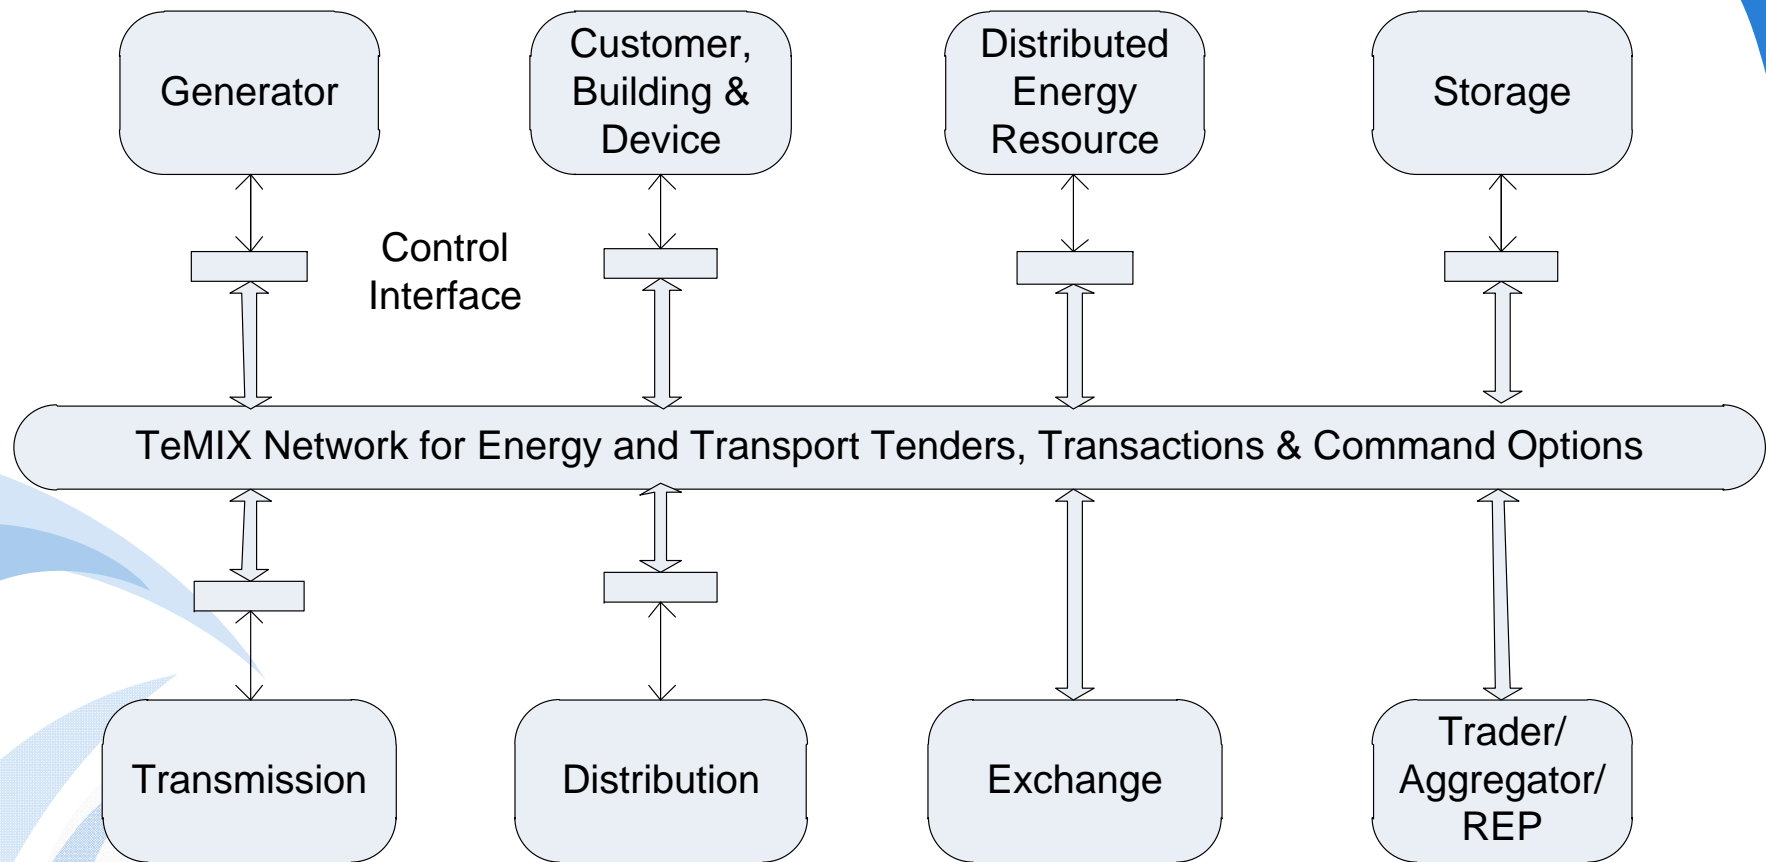 Generator
Customer,
Building &
Device
Distributed
Energy
Resource
Storage
Control
Interface
TeMIX Network for Energy and Transport Tenders, Transactions & Command Options
Transmission
Distribution
Exchange
Trader/
Aggregator/
REP